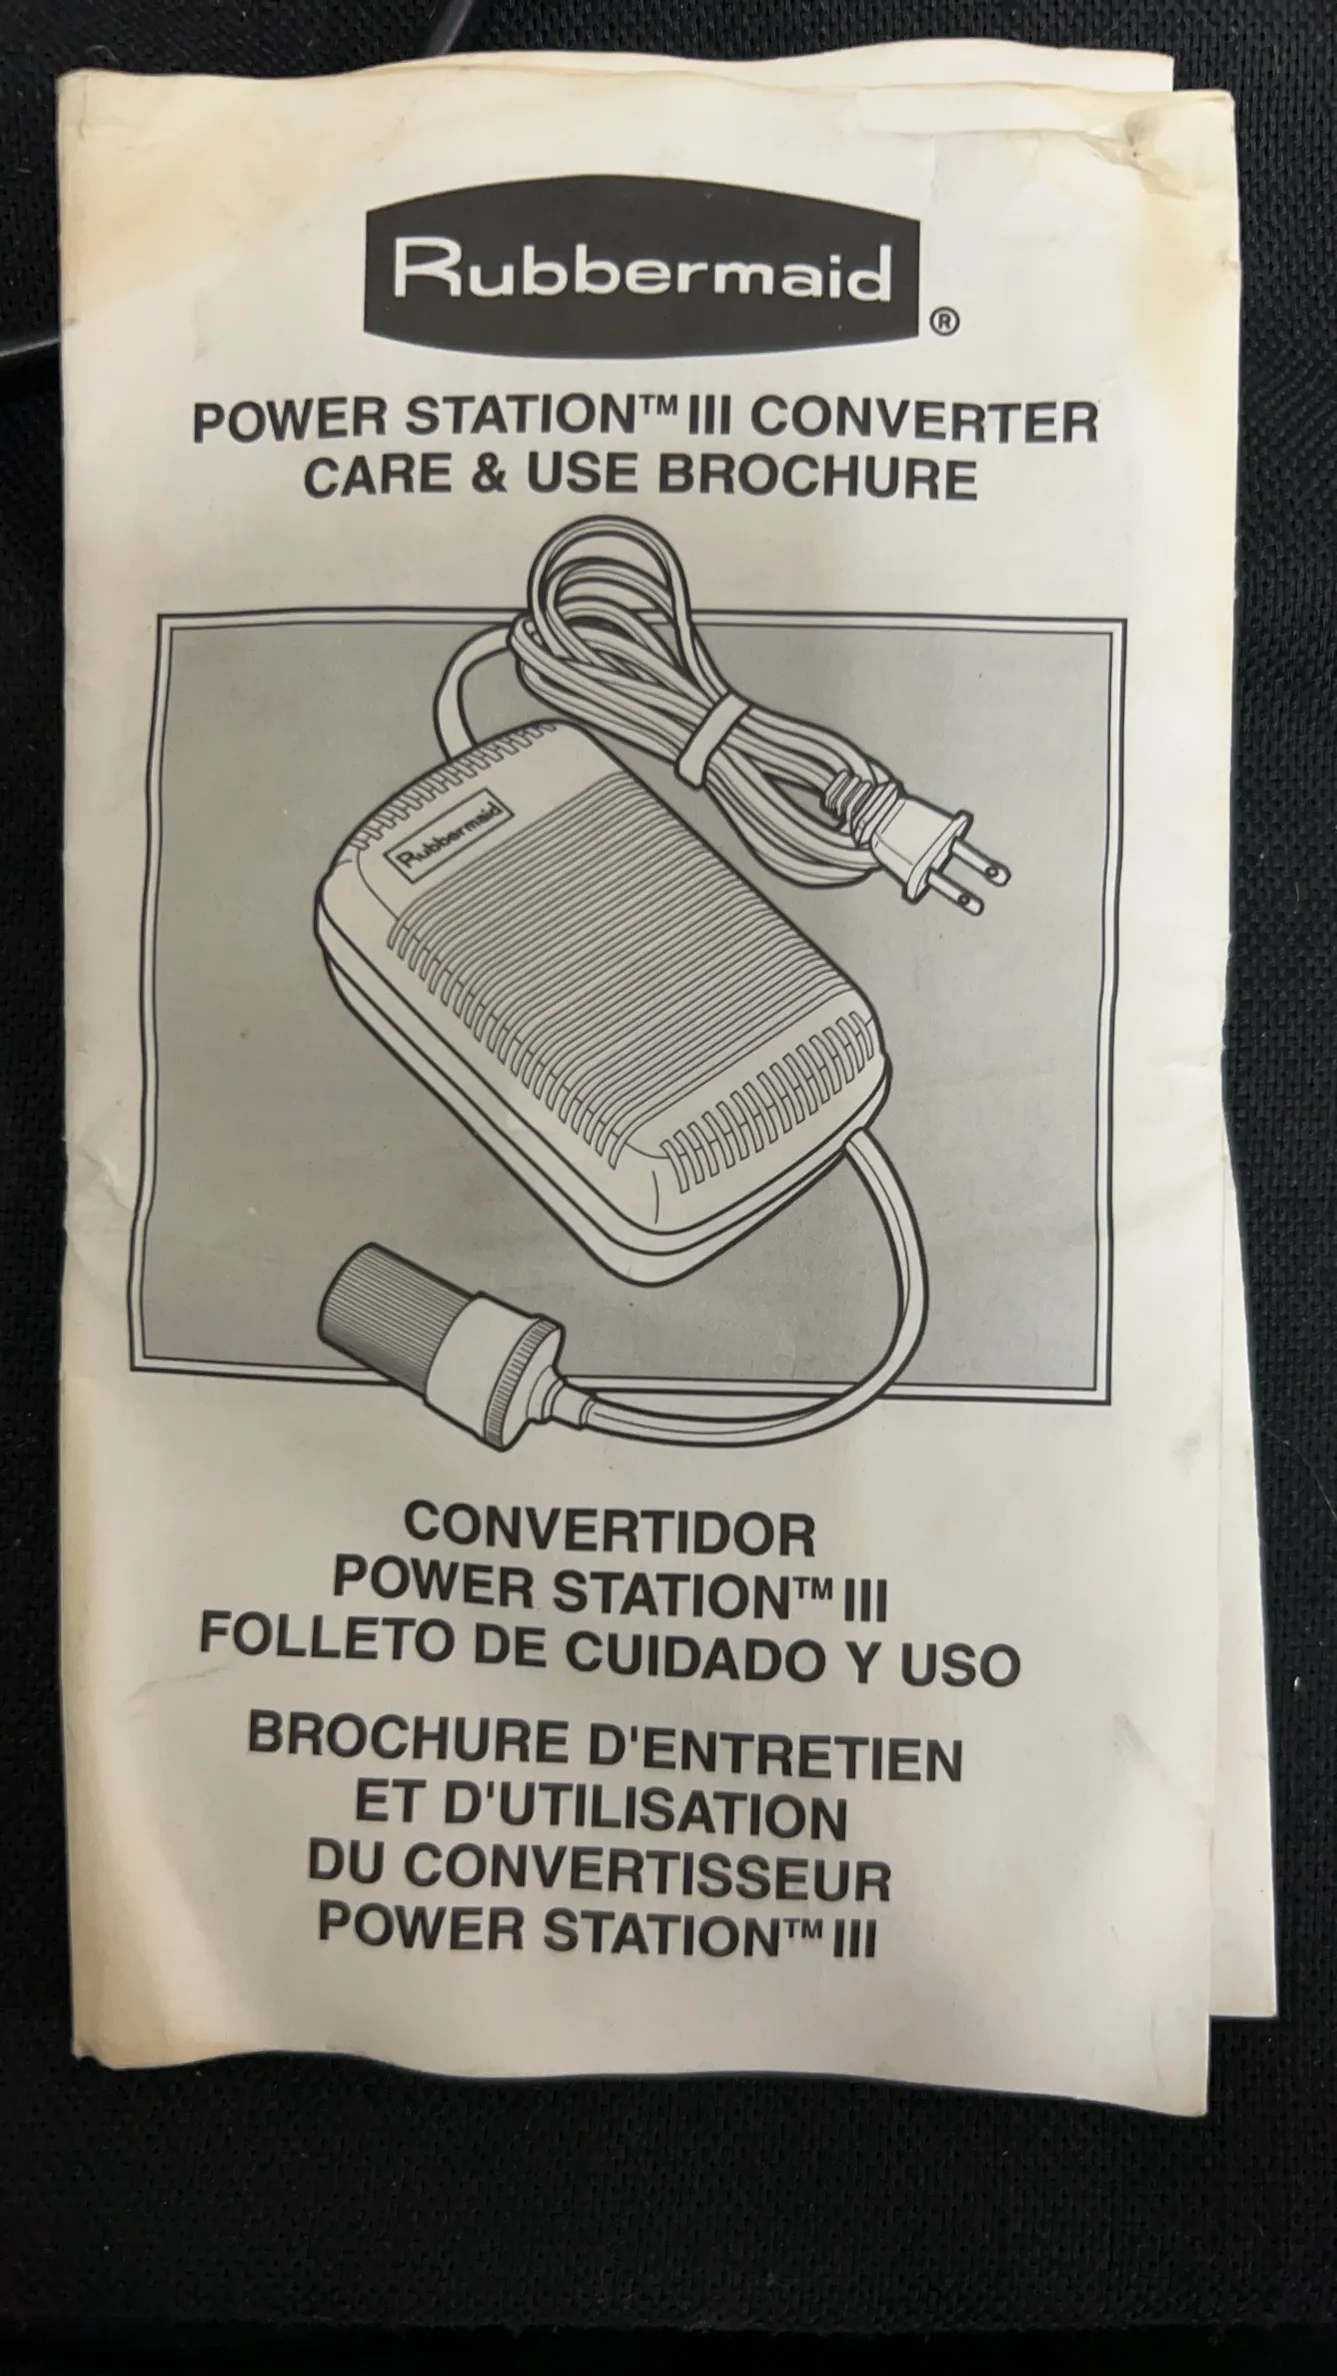 Rubbermaid®
POWER STATION™ III CONVERTER
CARE & USE BROCHURE
Rubbermaid
CONVERTIDOR
POWER STATION™ III
FOLLETO DE CUIDADO Y USO
BROCHURE D'ENTRETIEN
ET D'UTILISATION
DU CONVERTISSEUR
POWER STATION™ III